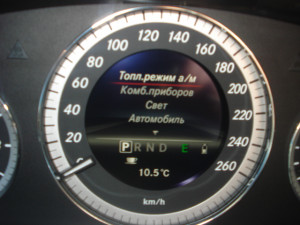 80 100 120 140 160 180
60 200
40 220
20 240
0 260
Топл.режим а/м
Комб.приборов
Свет
Автомобиль
P R N D E
10.5°C
km/h